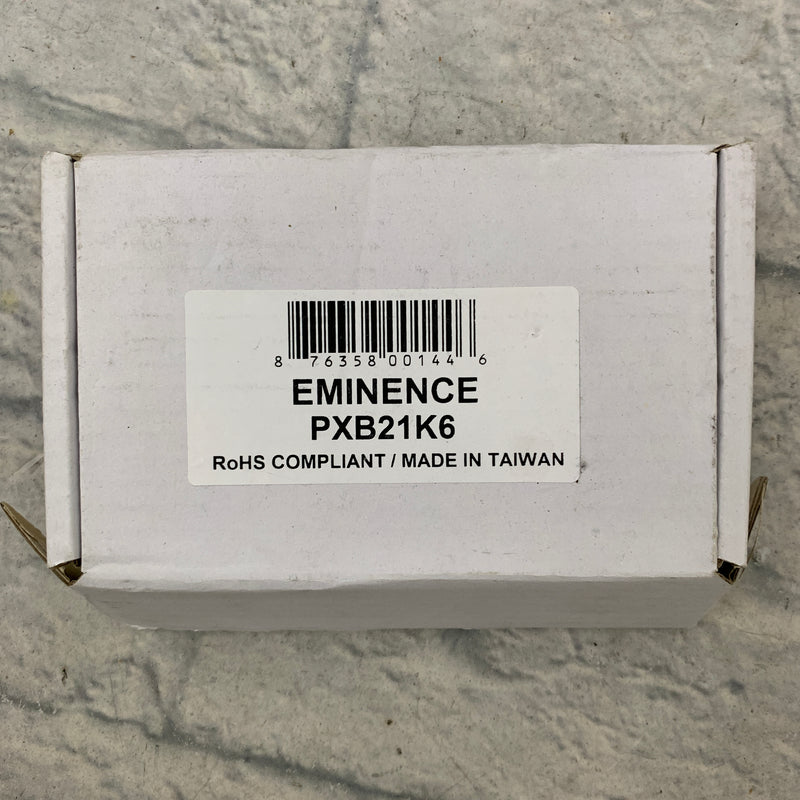 8 76358 00144 6
EMINENCE
PXB21K6
RoHS COMPLIANT / MADE IN TAIWAN